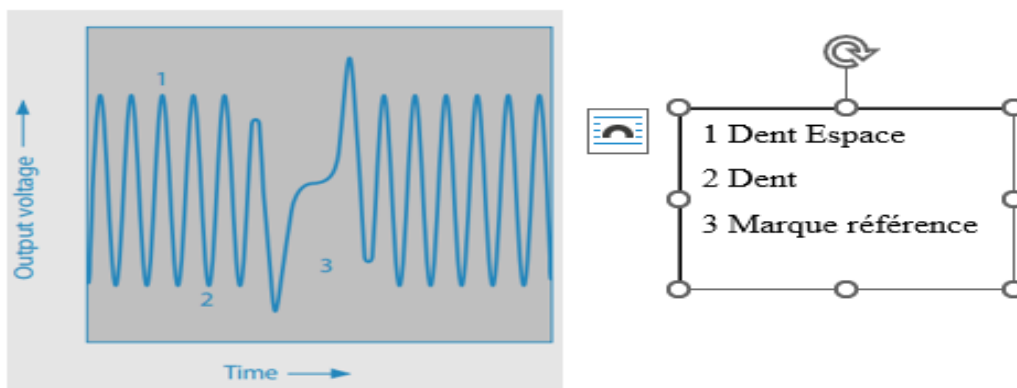 1
2
3
Output voltage
Time
1 Dent Espace
2 Dent
3 Marque référence